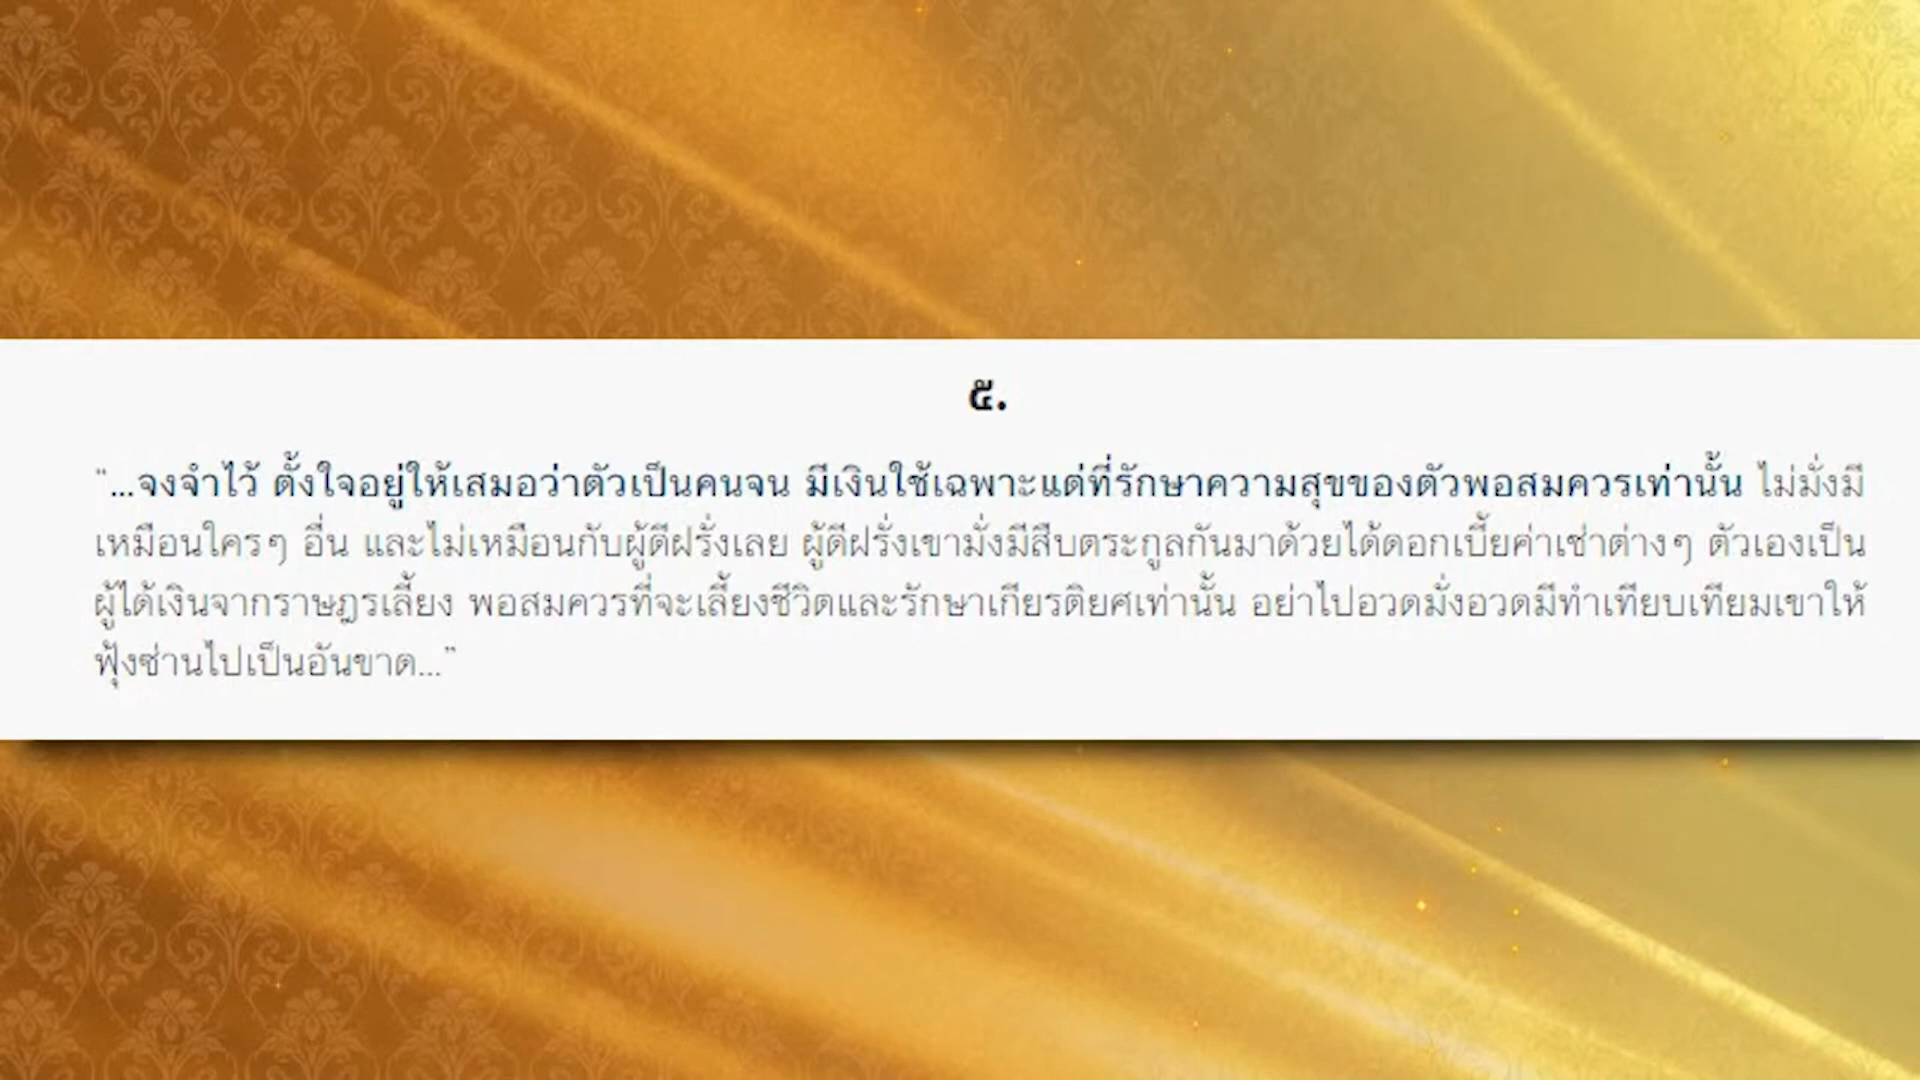 ๕.
"...จงจำไว้ ตั้งใจอยู่ให้เสมอว่าตัวเป็นคนจน มีเงินใช้เฉพาะแต่ที่รักษาความสุขของตัวพอสมควรเท่านั้น ไม่มั่งมี
เหมือนใครๆ อื่น และไม่เหมือนกับผู้ดีฝรั่งเลย ผู้ดีฝรั่งเขามั่งมีสืบตระกูลกันมาด้วยได้ดอกเบี้ยค่าเช่าต่างๆ ตัวเองเป็น
ผู้ได้เงินจากราษฎรเลี้ยง พอสมควรที่จะเลี้ยงชีวิตและรักษาเกียรติยศเท่านั้น อย่าไปอวดมั่งอวดมีทำเทียบเทียมเขาให้
ฟุ้งซ่านไปเป็นอันขาด..."